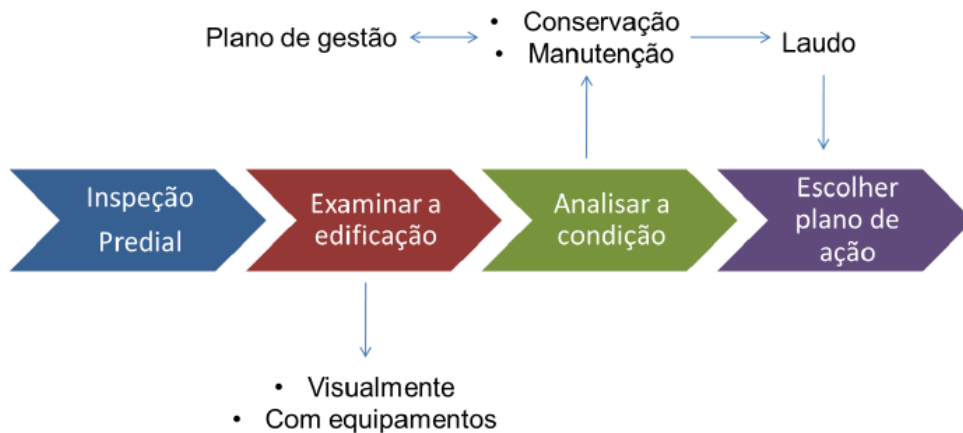 Plano de gestão
• Conservação
• Manutenção
Laudo
Inspeção
Predial
Examinar a
edificação
Analisar a
condição
Escolher
plano de
ação
• Visualmente
• Com equipamentos